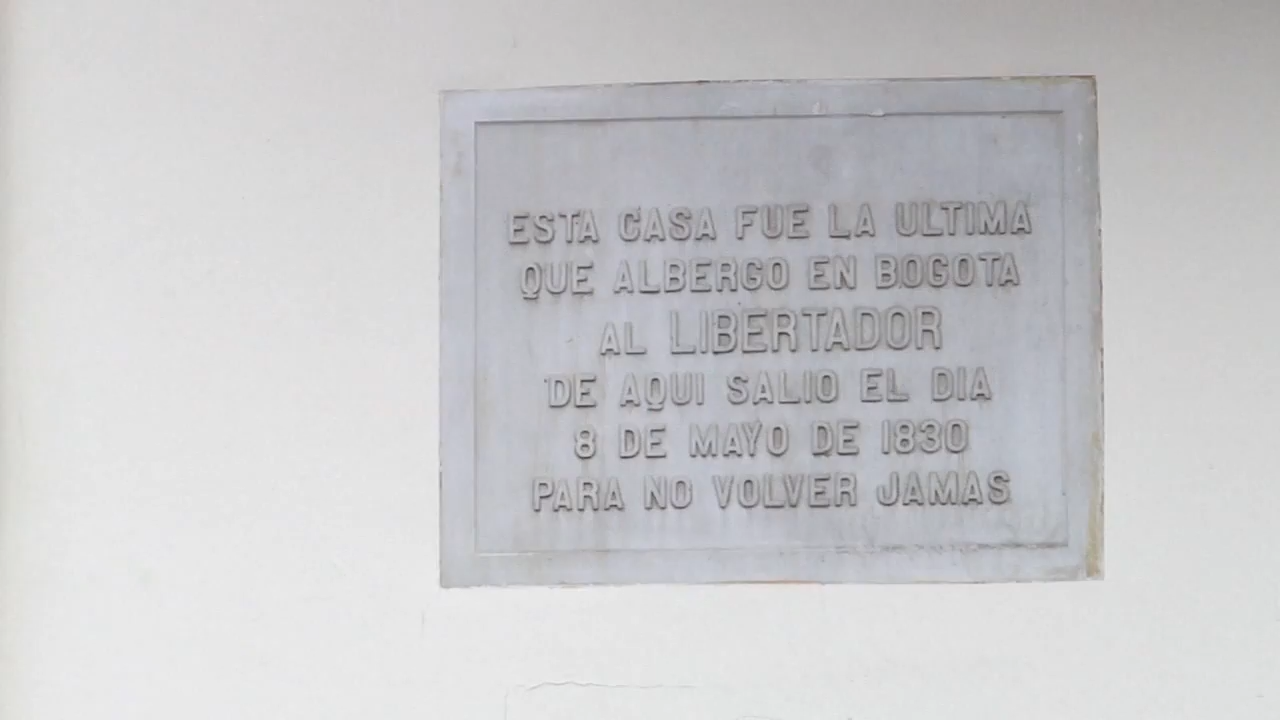 ESTA CASA FUE LA ULTIMA
QUE ALBERGO EN BOGOTA
AL LIBERTADOR
DE AQUI SALIO EL DIA
8 DE MAYO DE 1830
PARA NO VOLVER JAMAS